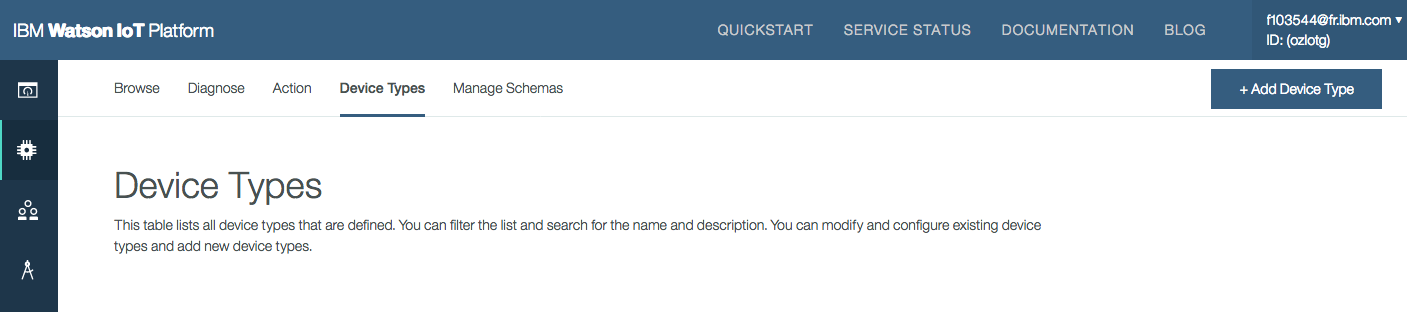 IBM Watson IoT Platform
QUICKSTART SERVICE STATUS DOCUMENTATION BLOG
f103544@fr.ibm.com ▾
ID: (ozlotg)
Browse Diagnose Action Device Types Manage Schemas
+ Add Device Type
Device Types
This table lists all device types that are defined. You can filter the list and search for the name and description. You can modify and configure existing device
types and add new device types.